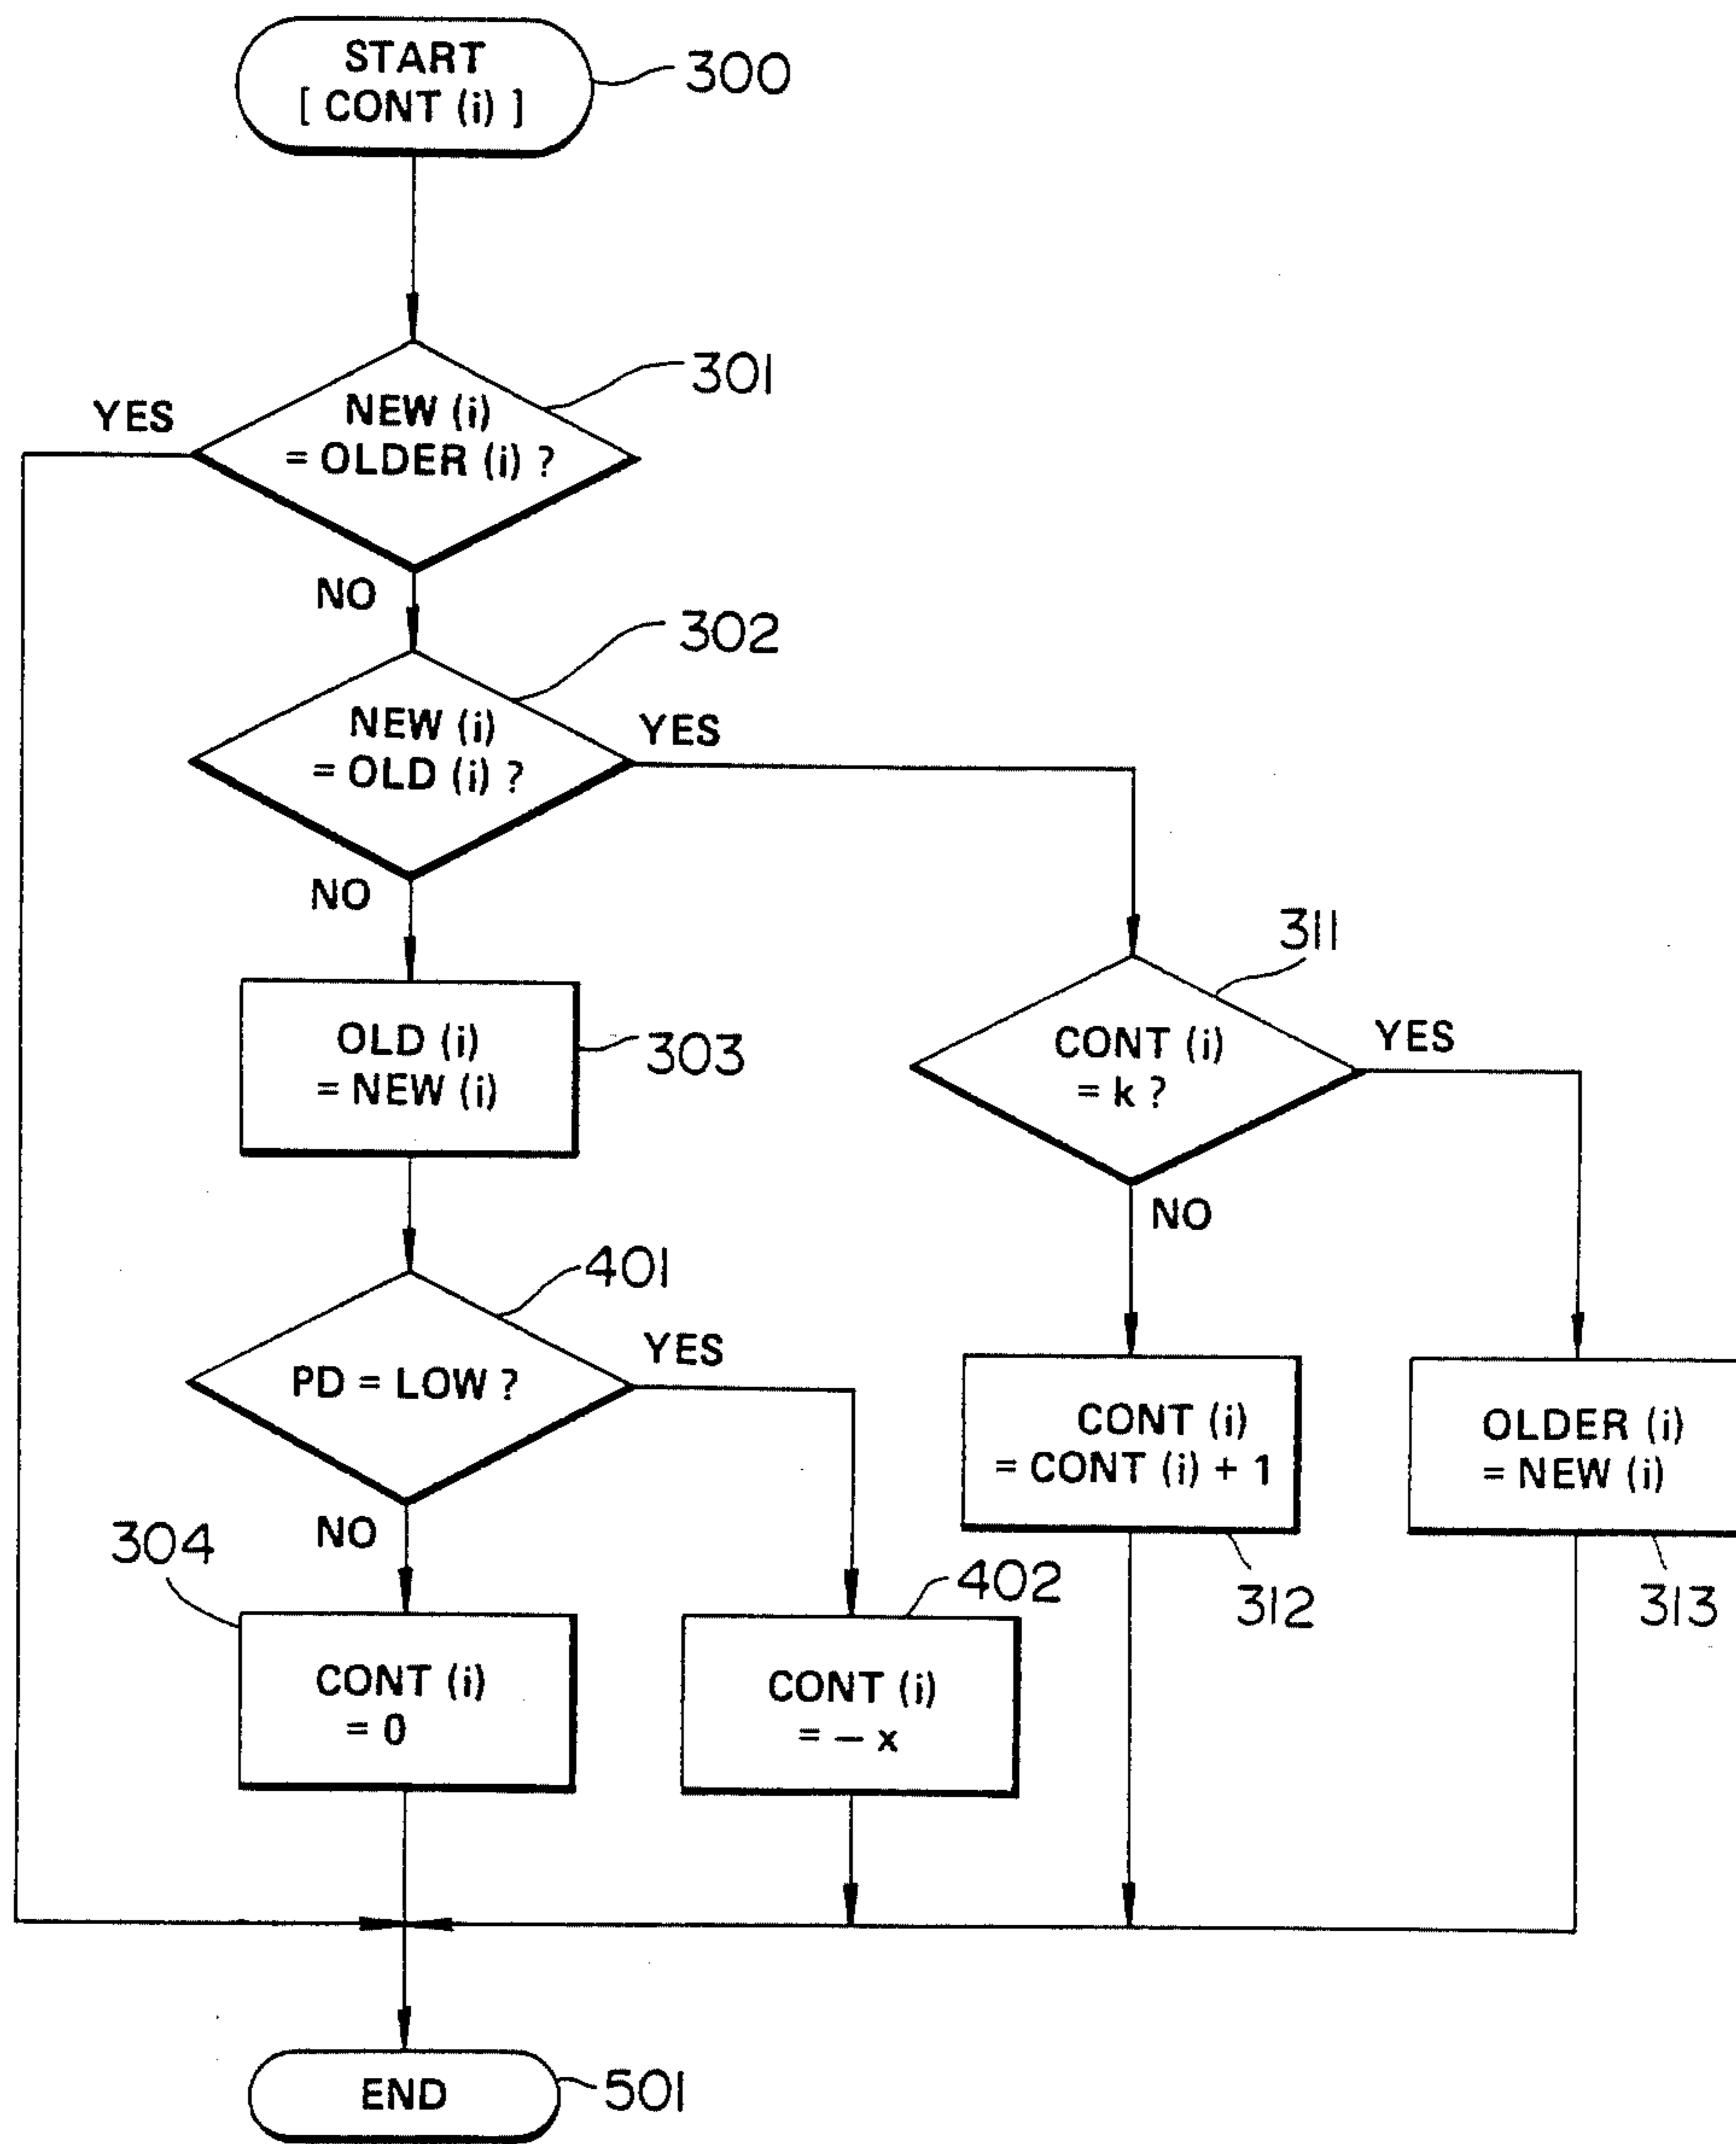 START
[ CONT (i) ]
300
301
YES
NEW (i)
= OLDER (i) ?
NO
302
NEW (i)
= OLD (i) ?
YES
NO
311
OLD (i)
= NEW (i)
303
CONT (i)
= k ?
YES
NO
401
PD = LOW ?
YES
CONT (i)
= CONT (i) + 1
OLDER (i)
= NEW (i)
NO
304
402
312
313
CONT (i)
= 0
CONT (i)
= – x
END
501